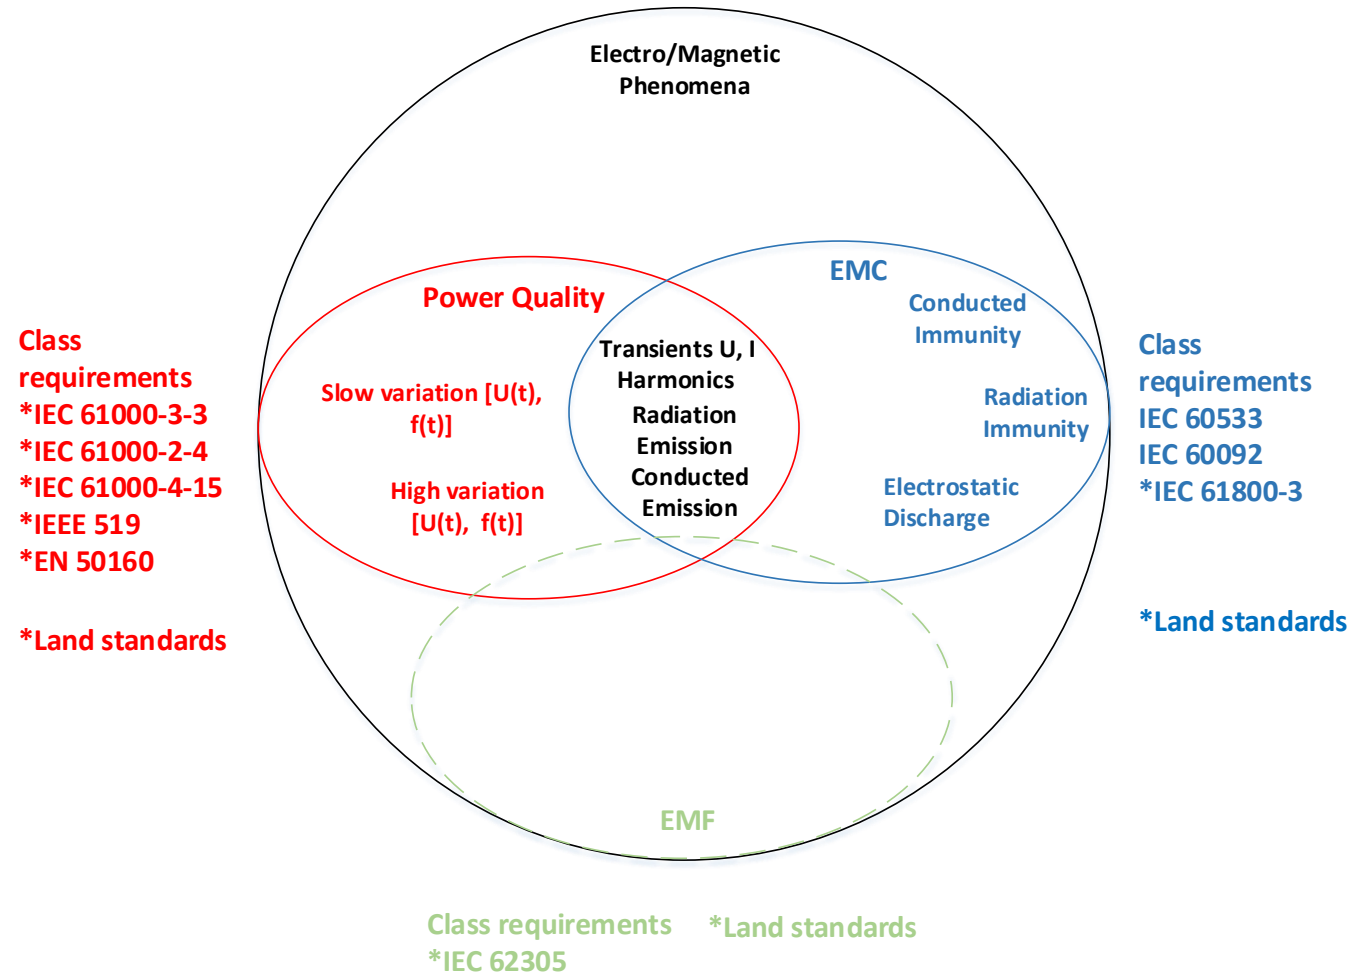 Electro/Magnetic
Phenomena
Power Quality
Slow variation [U(t),
f(t)]
High variation
[U(t),  f(t)]
Transients U, I
Harmonics
Radiation
Emission
Conducted
Emission
EMC
Conducted
Immunity
Radiation
Immunity
Electrostatic
Discharge
Class
requirements
*IEC 61000-3-3
*IEC 61000-2-4
*IEC 61000-4-15
*IEEE 519
*EN 50160
*Land standards
Class
requirements
IEC 60533
IEC 60092
*IEC 61800-3
*Land standards
EMF
Class requirements
*IEC 62305
*Land standards